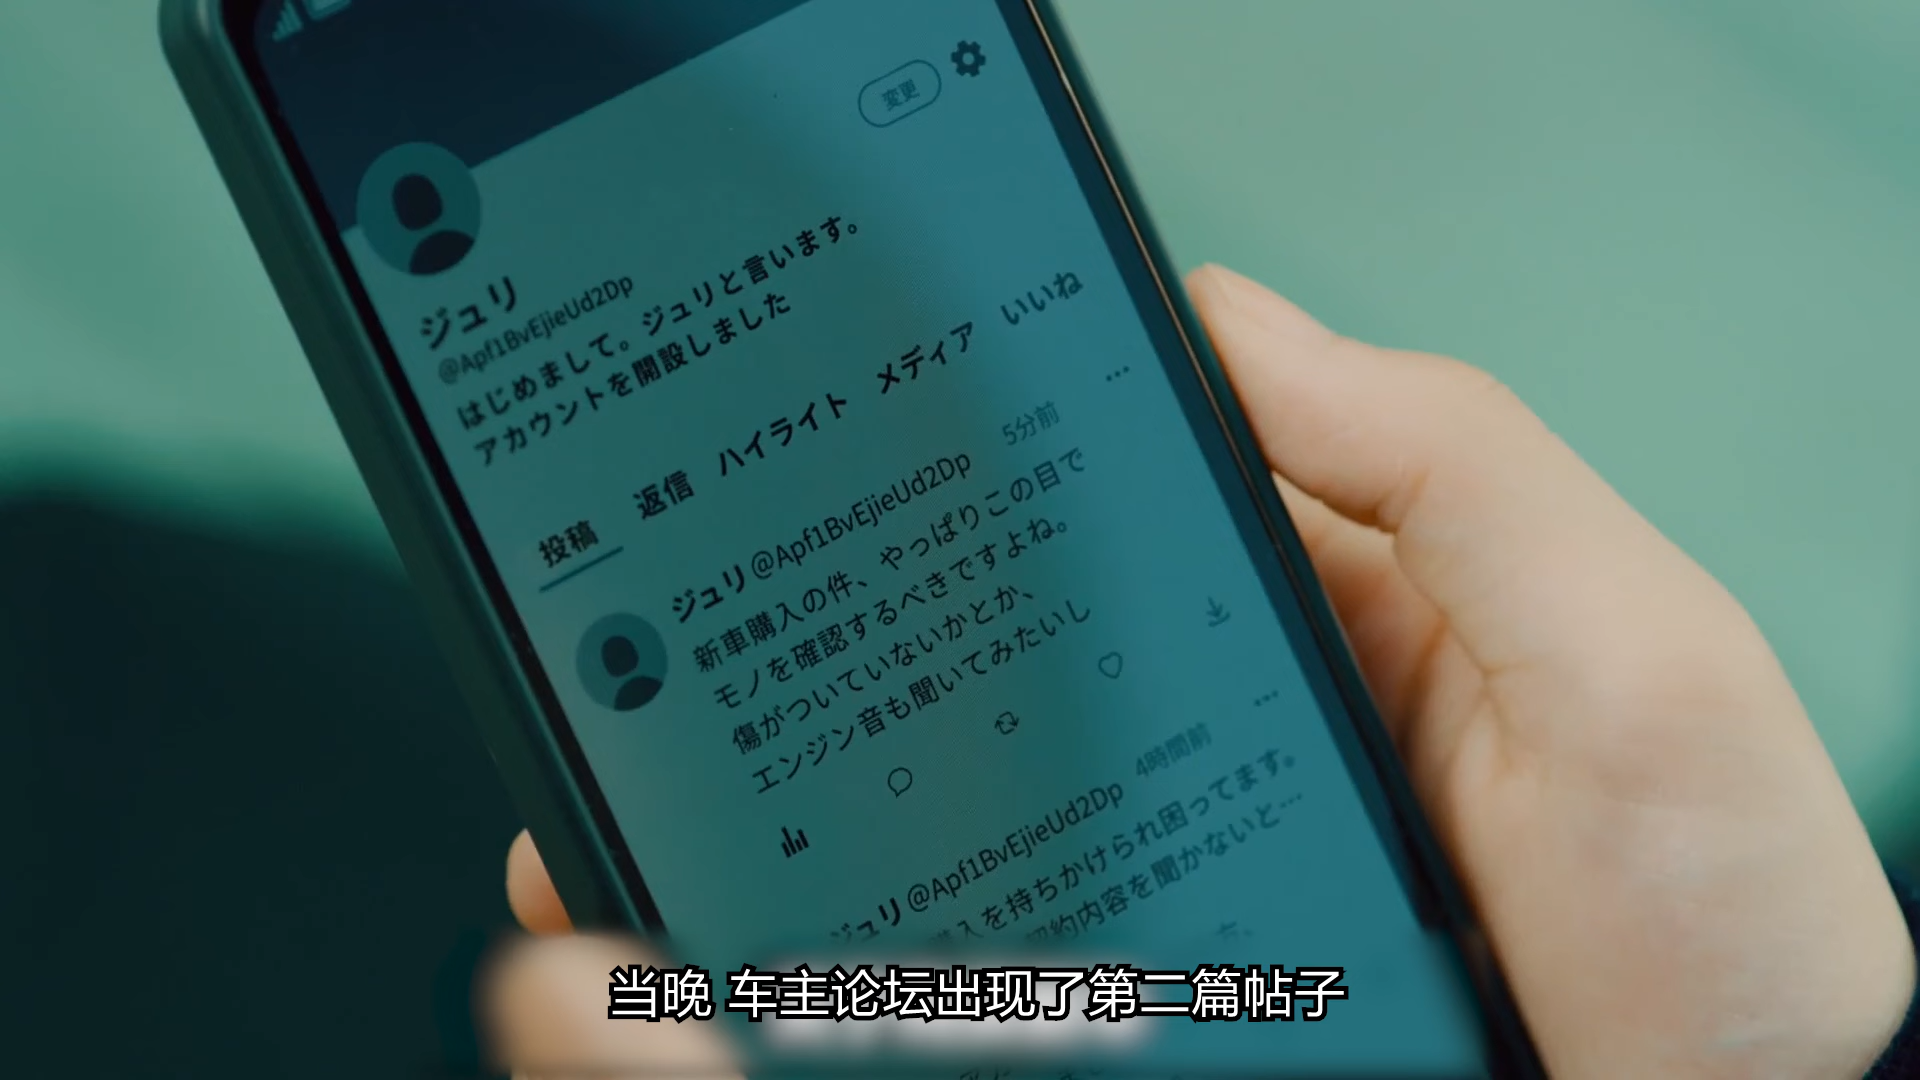 変更
ジュリ
@Apf1BvEjieUd2Dp
はじめまして。ジュリと言います。
アカウントを開設しました
投稿 返信 ハイライト メディア いいね
ジュリ @Apf1BvEjieUd2Dp 5分前
新車購入の件、やっぱりこの目で
モノを確認するべきですよね。
傷がついていないかとか、
エンジン音も聞いてみたいし
ジュリ @Apf1BvEjieUd2Dp 4時間前
購入を持ちかけられ困ってます。
契約内容を聞かないと…
当晚 车主论坛出现了第二篇帖子